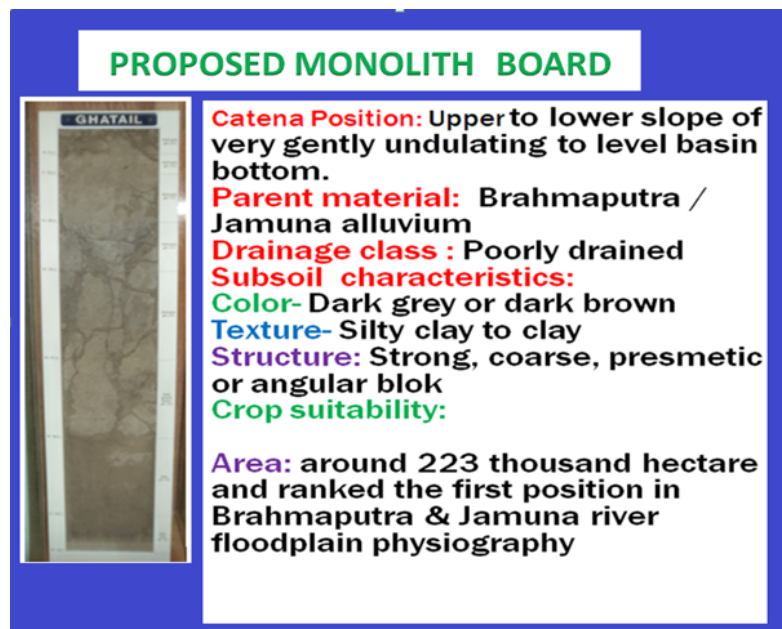 PROPOSED MONOLITH BOARD
GHATAIL
Catena Position: Upper to lower slope of
very gently undulating to level basin
bottom.
Parent material: Brahmaputra /
Jamuna alluvium
Drainage class : Poorly drained
Subsoil characteristics:
Color- Dark grey or dark brown
Texture- Silty clay to clay
Structure: Strong, coarse, presmetic
or angular blok
Crop suitability:
Area: around 223 thousand hectare
and ranked the first position in
Brahmaputra & Jamuna river
floodplain physiography